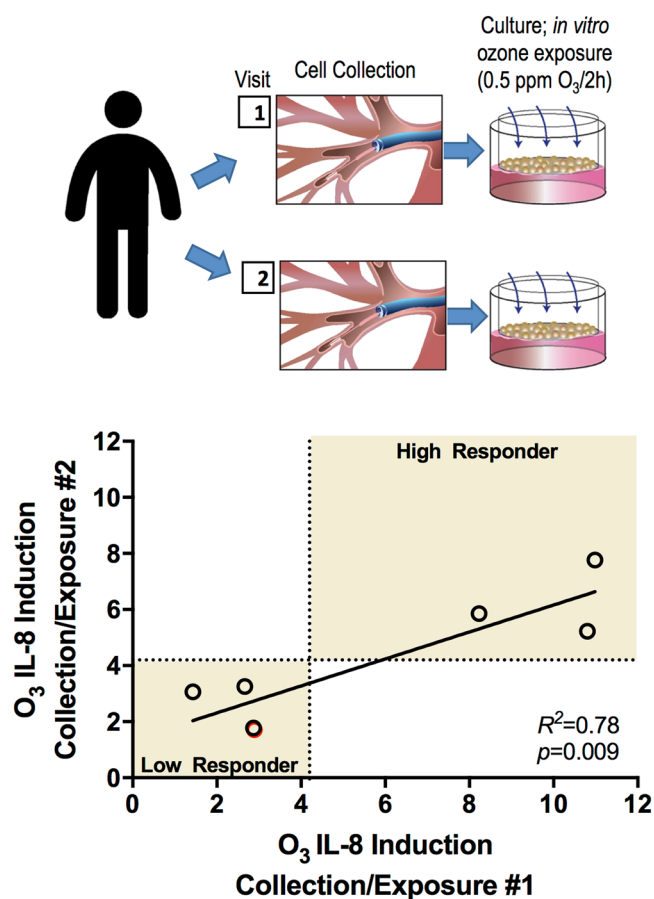 Culture; in vitro
ozone exposure
(0.5 ppm O₃/2h)
Visit
Cell Collection
1
2
12
10
8
6
4
2
0
O₃ IL-8 Induction
Collection/Exposure #2
High Responder
Low Responder
R²=0.78
p=0.009
0 2 4 6 8 10 12
O₃ IL-8 Induction
Collection/Exposure #1